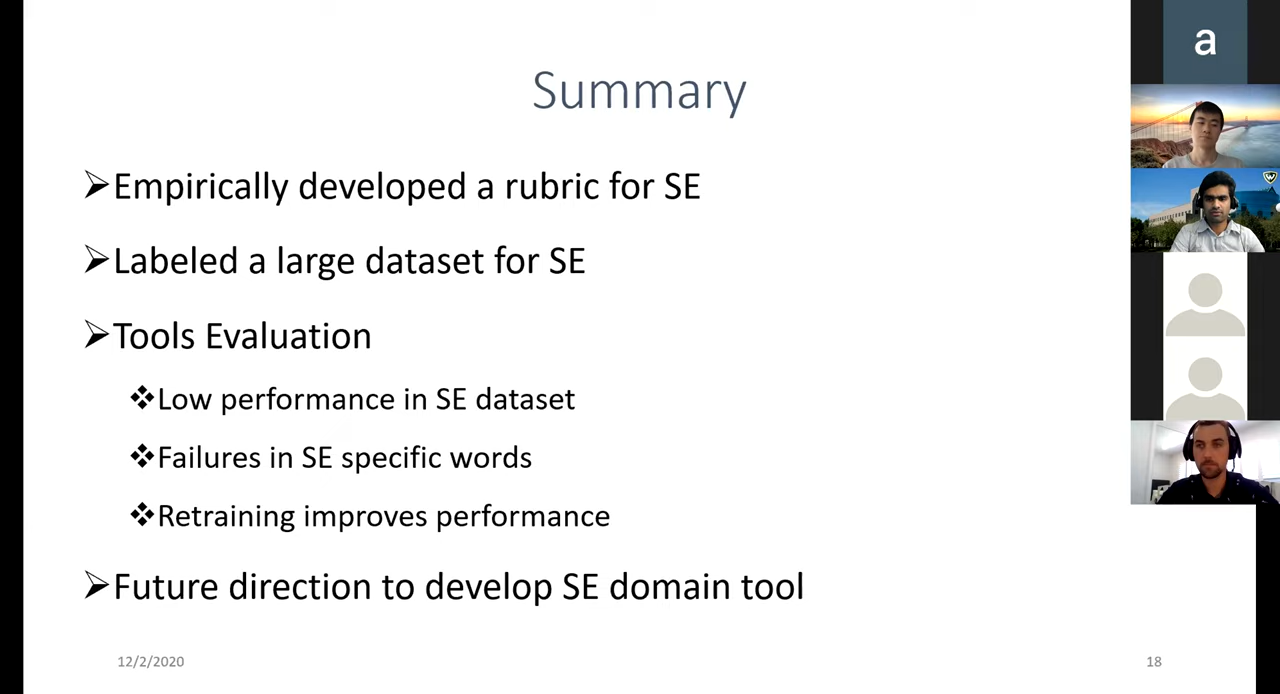 Summary
➢Empirically developed a rubric for SE
➢Labeled a large dataset for SE
➢Tools Evaluation
❖Low performance in SE dataset
❖Failures in SE specific words
❖Retraining improves performance
➢Future direction to develop SE domain tool
12/2/2020
18
a